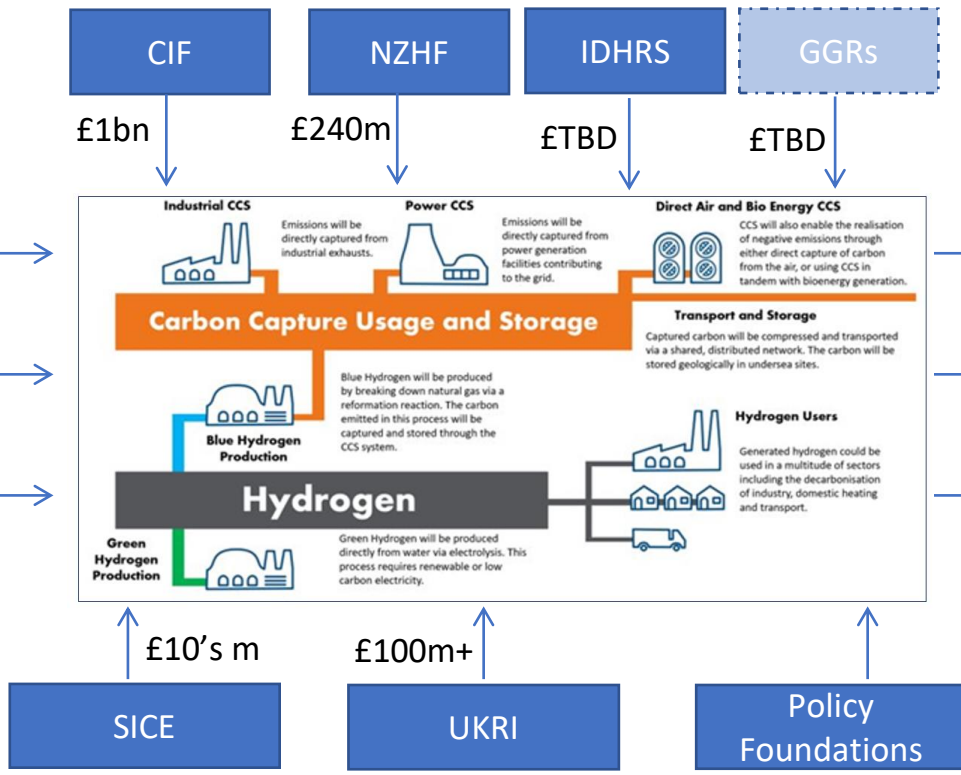 CIF
NZHF
IDHRS
GGRs
£1bn
£240m
£TBD
£TBD
Industrial CCS
Emissions will be
directly captured from
industrial exhausts.
Power CCS
Emissions will be
directly captured from
power generation
facilities contributing
to the grid.
Direct Air and Bio Energy CCS
CCS will also enable the realisation
of negative emissions through
either direct capture of carbon
from the air, or using CCS in
tandem with bioenergy generation.
Carbon Capture Usage and Storage
Transport and Storage
Captured carbon will be compressed and transported
via a shared, distributed network. The carbon will be
stored geologically in undersea sites.
Blue Hydrogen
Production
Blue Hydrogen will be produced
by breaking down natural gas via a
reformation reaction. The carbon
emitted in this process will be
captured and stored through the
CCS system.
Hydrogen Users
Generated hydrogen could be
used in a multitude of sectors
including the decarbonisation
of industry, domestic heating
and transport.
Hydrogen
Green
Hydrogen
Production
Green Hydrogen will be produced
directly from water via electrolysis. This
process requires renewable or low
carbon electricity.
£10’s m
£100m+
SICE
UKRI
Policy
Foundations